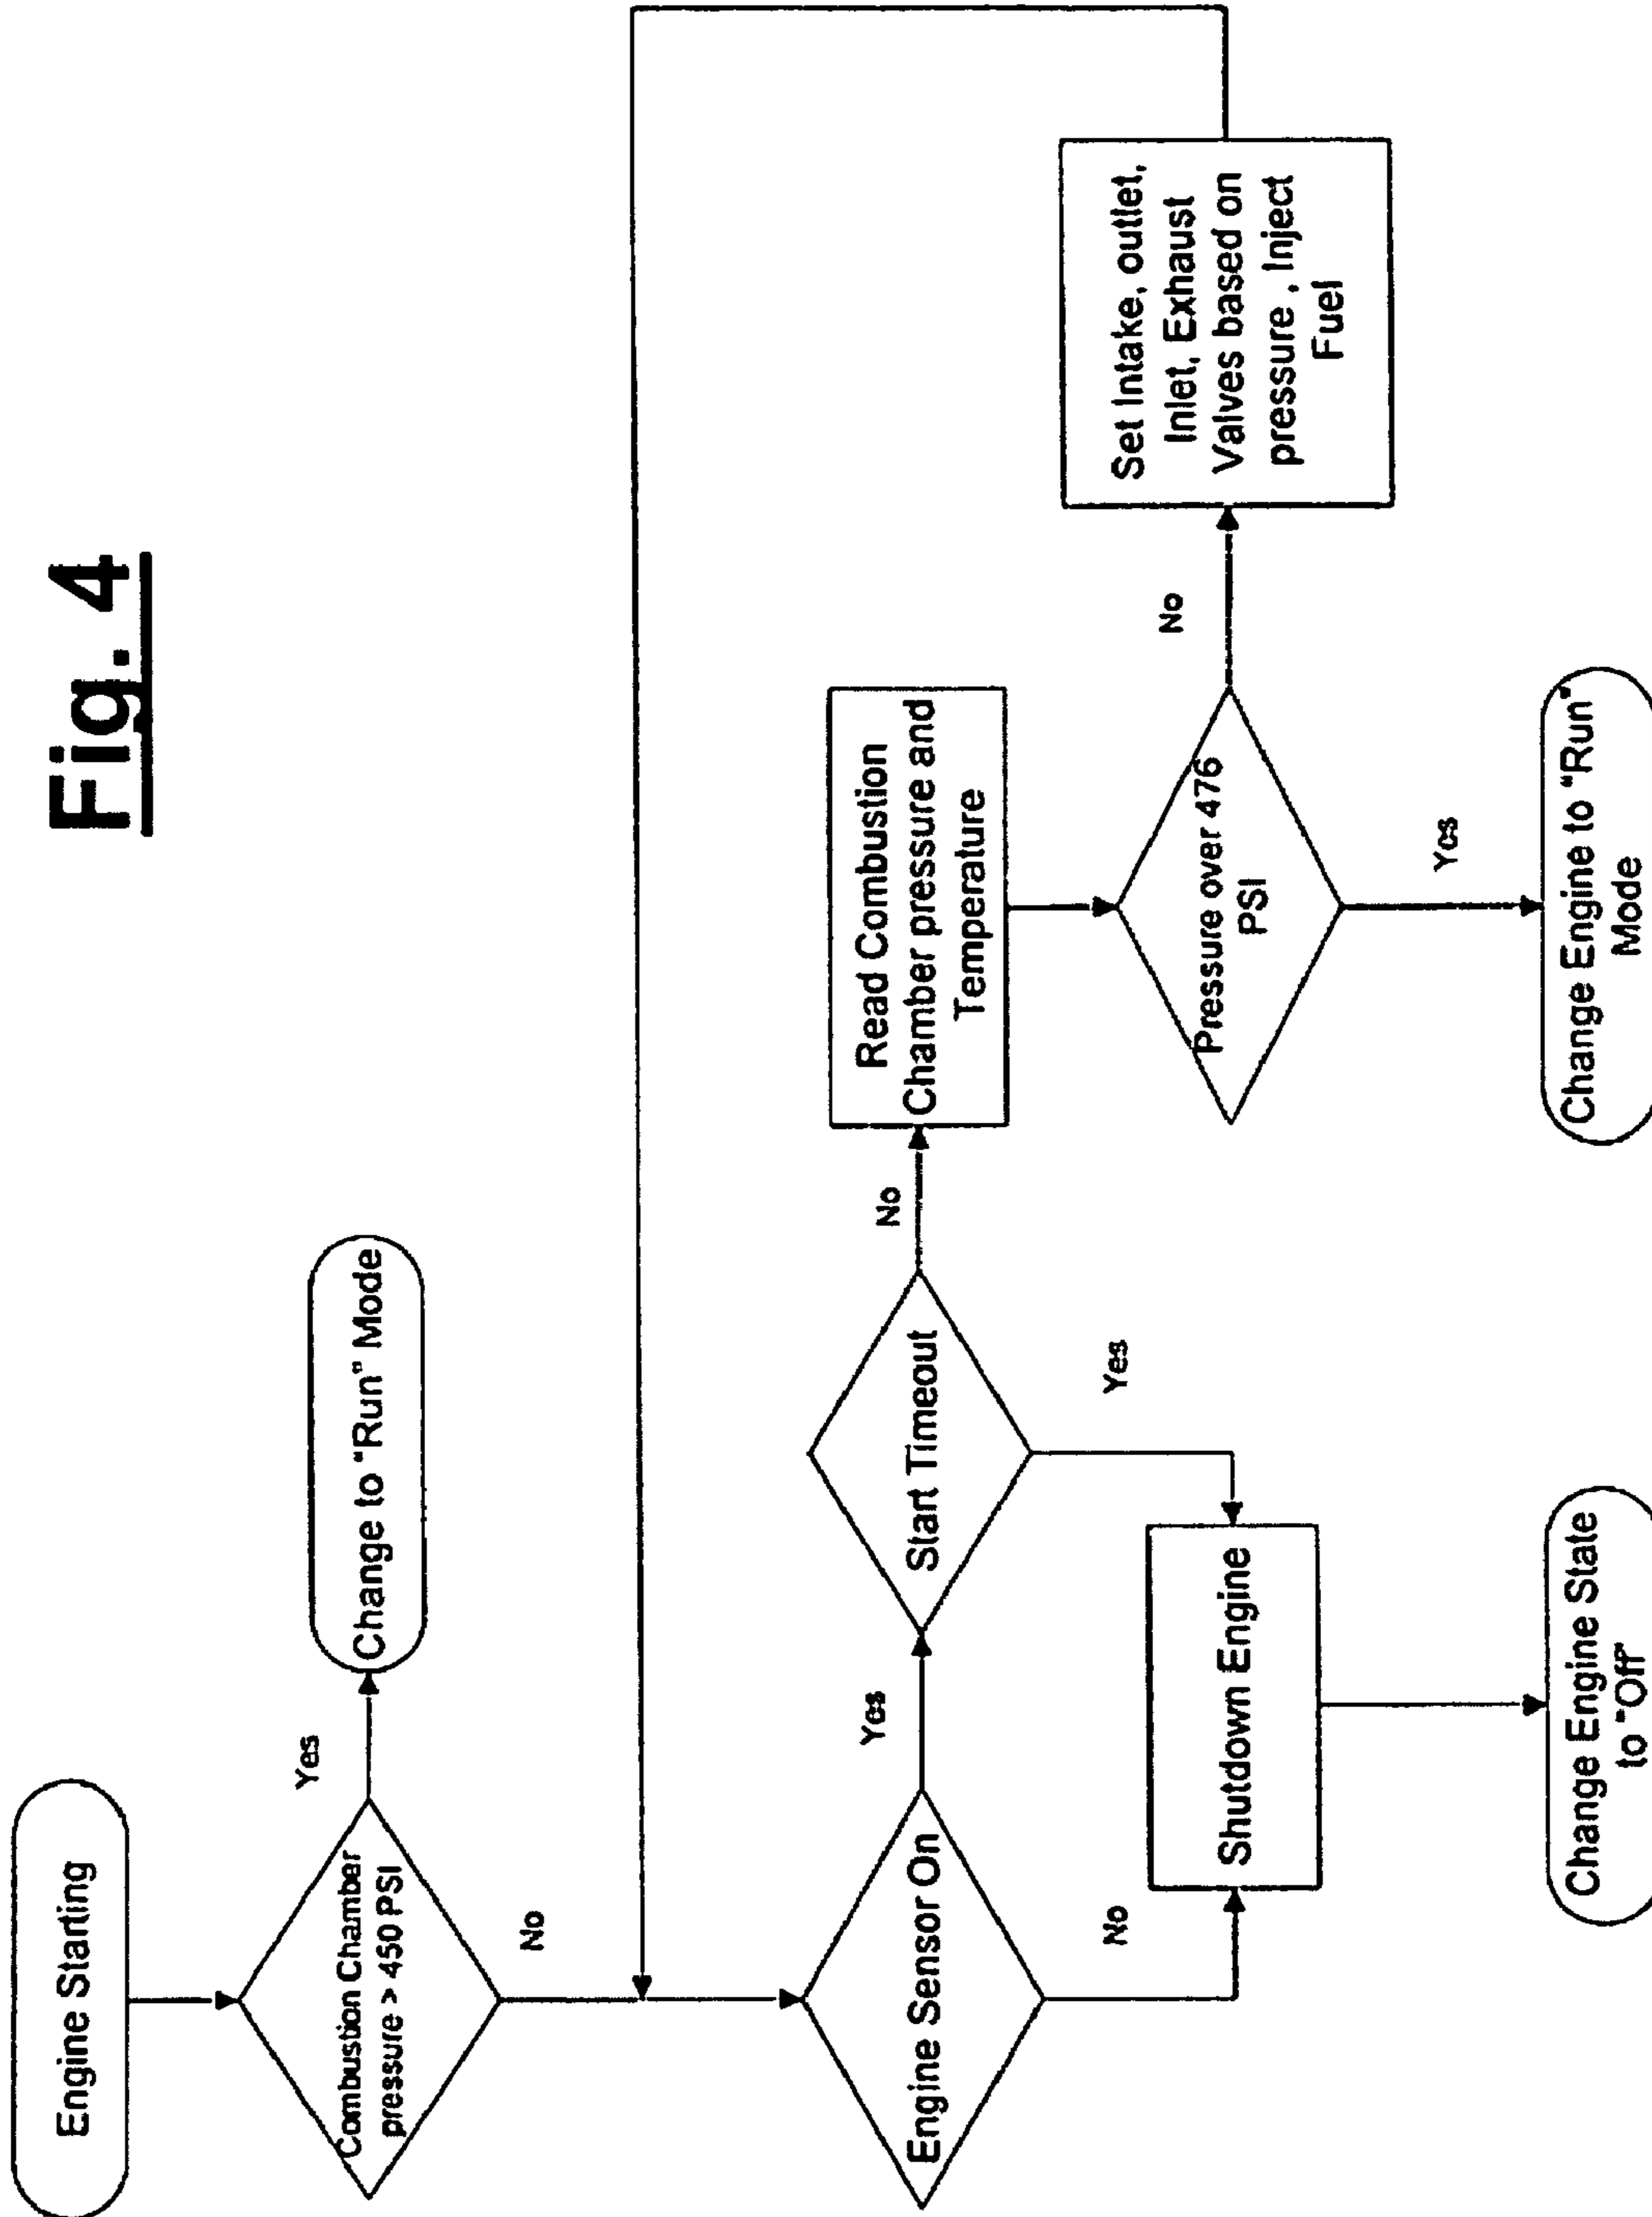 Fig. 4
Engine Starting
Combustion Chamber
pressure > 450 PSI
Yes
Change to "Run" Mode
No
Engine Sensor On
Yes
Start Timeout
No
Read Combustion
Chamber pressure and
Temperature
No
Yes
Shutdown Engine
Pressure over 476
PSI
No
Set Intake, outlet,
Inlet, Exhaust
Valves based on
pressure , Inject
Fuel
Yes
Change Engine State
to "Off"
Change Engine to "Run"
Mode